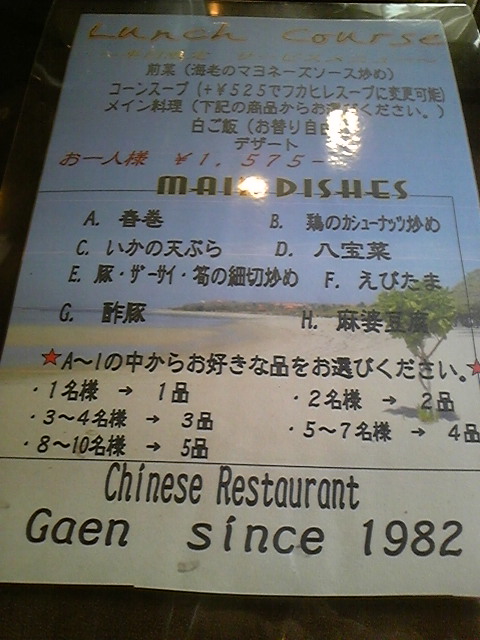 Lunch Course
前菜 (海老のマヨネーズソース炒め)
コーンスープ (+¥525でフカヒレスープに変更可能)
メイン料理 (下記の商品からお選びください。)
白ご飯 (お替り自由)
デザート
お一人様 ¥1,575-
MAIN DISHES
A. 春巻 B. 鶏のカシューナッツ炒め
C. いかの天ぷら D. 八宝菜
E. 豚・ザーサイ・筍の細切炒め F. えびたま
G. 酢豚 H. 麻婆豆腐
★A〜Iの中からお好きな品をお選びください。★
・1名様 → 1品 ・2名様 → 2品
・3〜4名様 → 3品 ・5〜7名様 → 4品
・8〜10名様 → 5品
Chinese Restaurant
Gaen since 1982